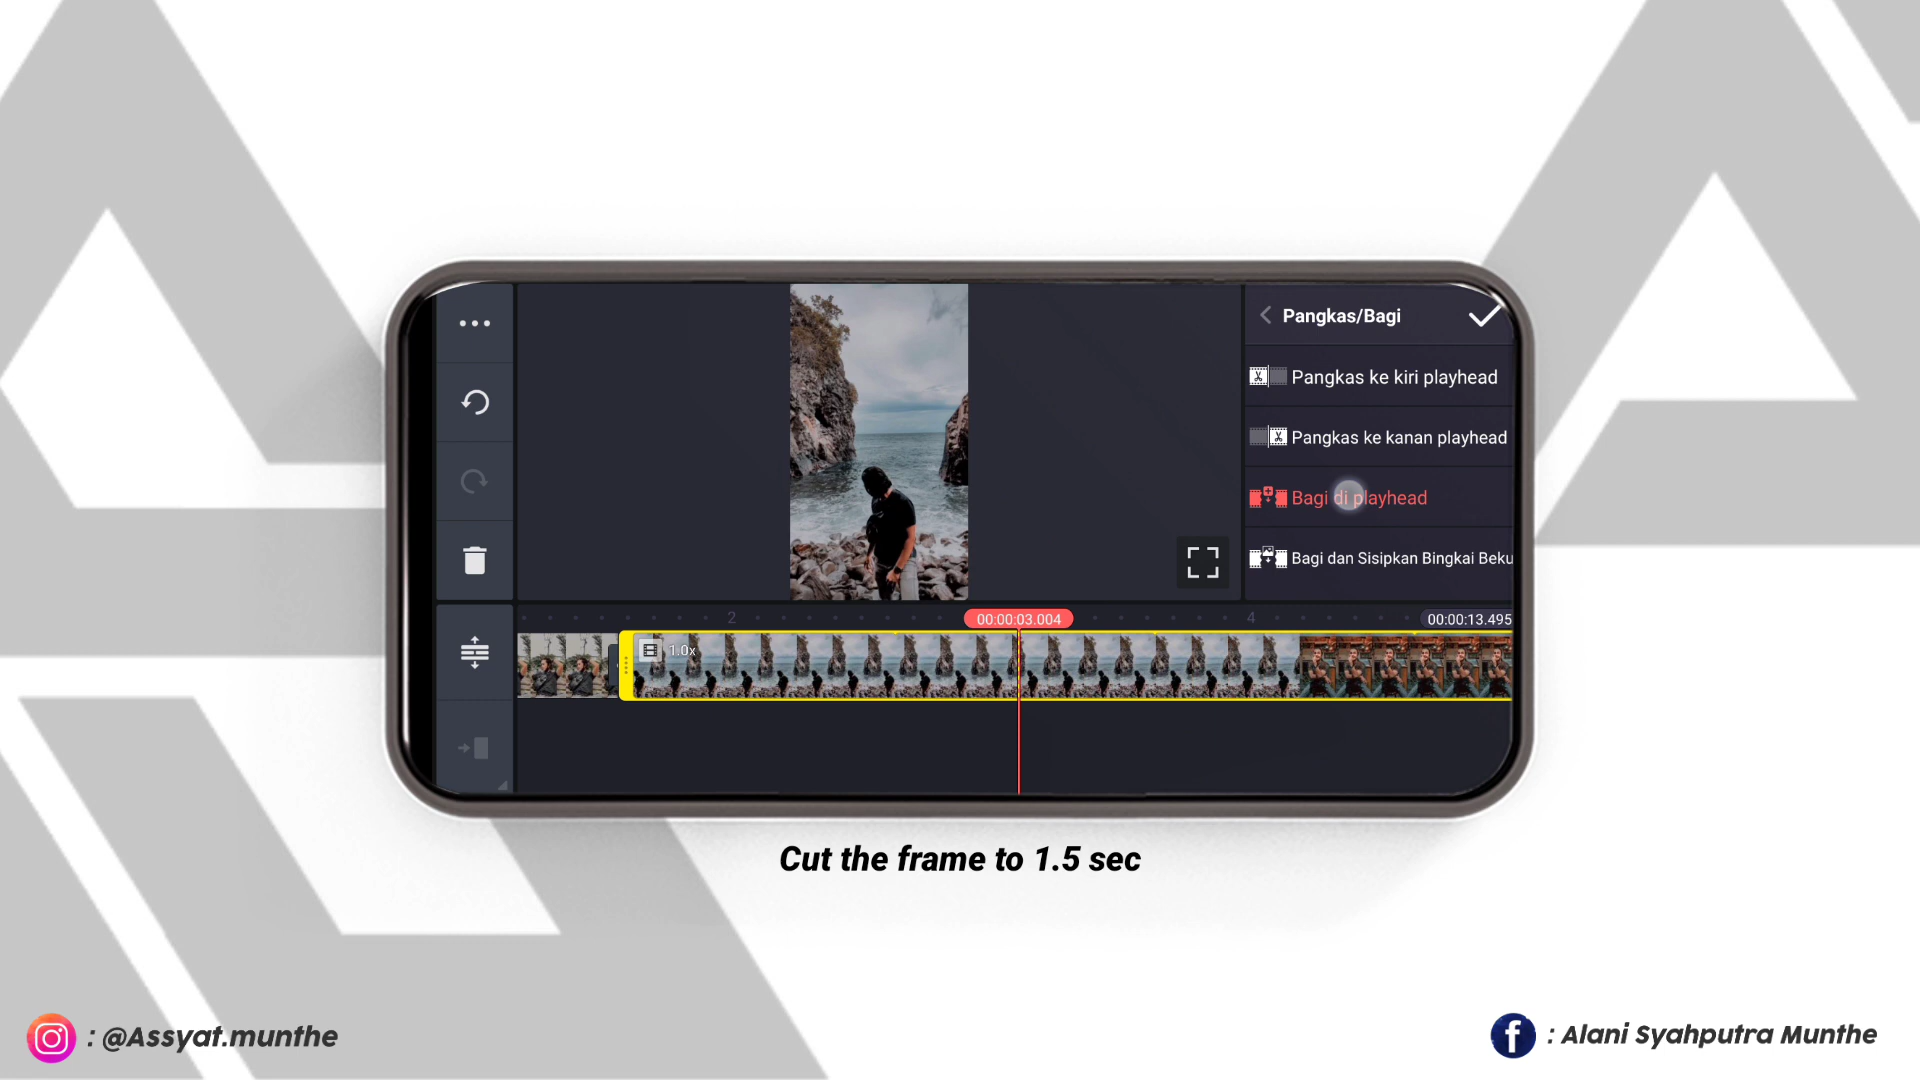 Pangkas/Bagi
Pangkas ke kiri playhead
Pangkas ke kanan playhead
Bagi di playhead
Bagi dan Sisipkan Bingkai Beku
2
00:00:03.004
4
00:00:13.495
1.0x
Cut the frame to 1.5 sec
: @Assyat.munthe
: Alani Syahputra Munthe